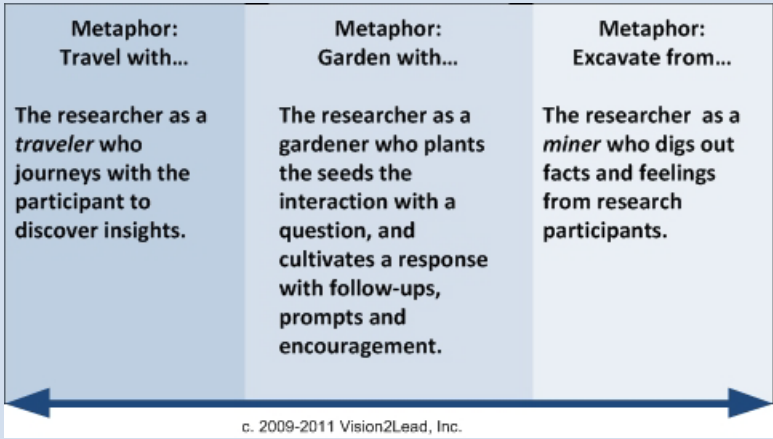 Metaphor:
Travel with…
The researcher as a
traveler who
journeys with the
participant to
discover insights.
Metaphor:
Garden with…
The researcher as a
gardener who plants
the seeds the
interaction with a
question, and
cultivates a response
with follow-ups,
prompts and
encouragement.
Metaphor:
Excavate from…
The researcher as a
miner who digs out
facts and feelings
from research
participants.
c. 2009-2011 Vision2Lead, Inc.